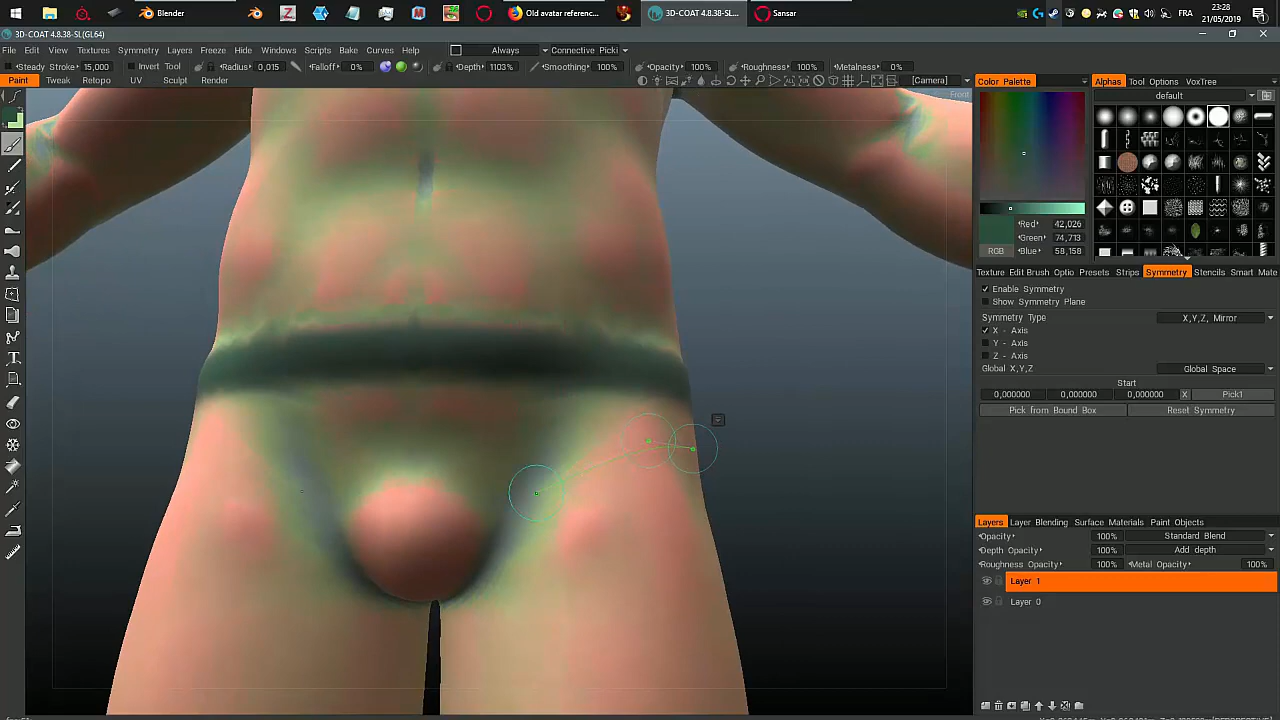 Blender
Old avatar referenc...
3D-COAT 4.8.38-SL...
Sansar
FRA
23:28
21/05/2019
3D-COAT 4.8.38-SL(GL64)
File Edit View Textures Symmetry Layers Freeze Hide Windows Scripts Bake Curves Help Always Connective Picki
Steady Stroke 15,000 Invert Tool Radius 0,015 Falloff 0% Depth 1103% Smoothing 100% Opacity 100% Roughness 100% Metalness 0%
Paint Tweak Retopo UV Sculpt Render [Camera]
Front
Color Palette
Red 42,026
Green 74,713
RGB Blue 58,158
Alphas Tool Options VoxTree
default
Texture Edit Brush Optio Presets Strips Symmetry Stencils Smart Mate
Enable Symmetry
Show Symmetry Plane
Symmetry Type X,Y,Z, Mirror
X - Axis
Y - Axis
Z - Axis
Global X,Y,Z Global Space
Start
0,000000 0,000000 0,000000 X Pick1
Pick from Bound Box Reset Symmetry
Layers Layer Blending Surface Materials Paint Objects
Opacity 100% Standard Blend
Depth Opacity 100% Add depth
Roughness Opacity 100% Metal Opacity 100%
Layer 1
Layer 0